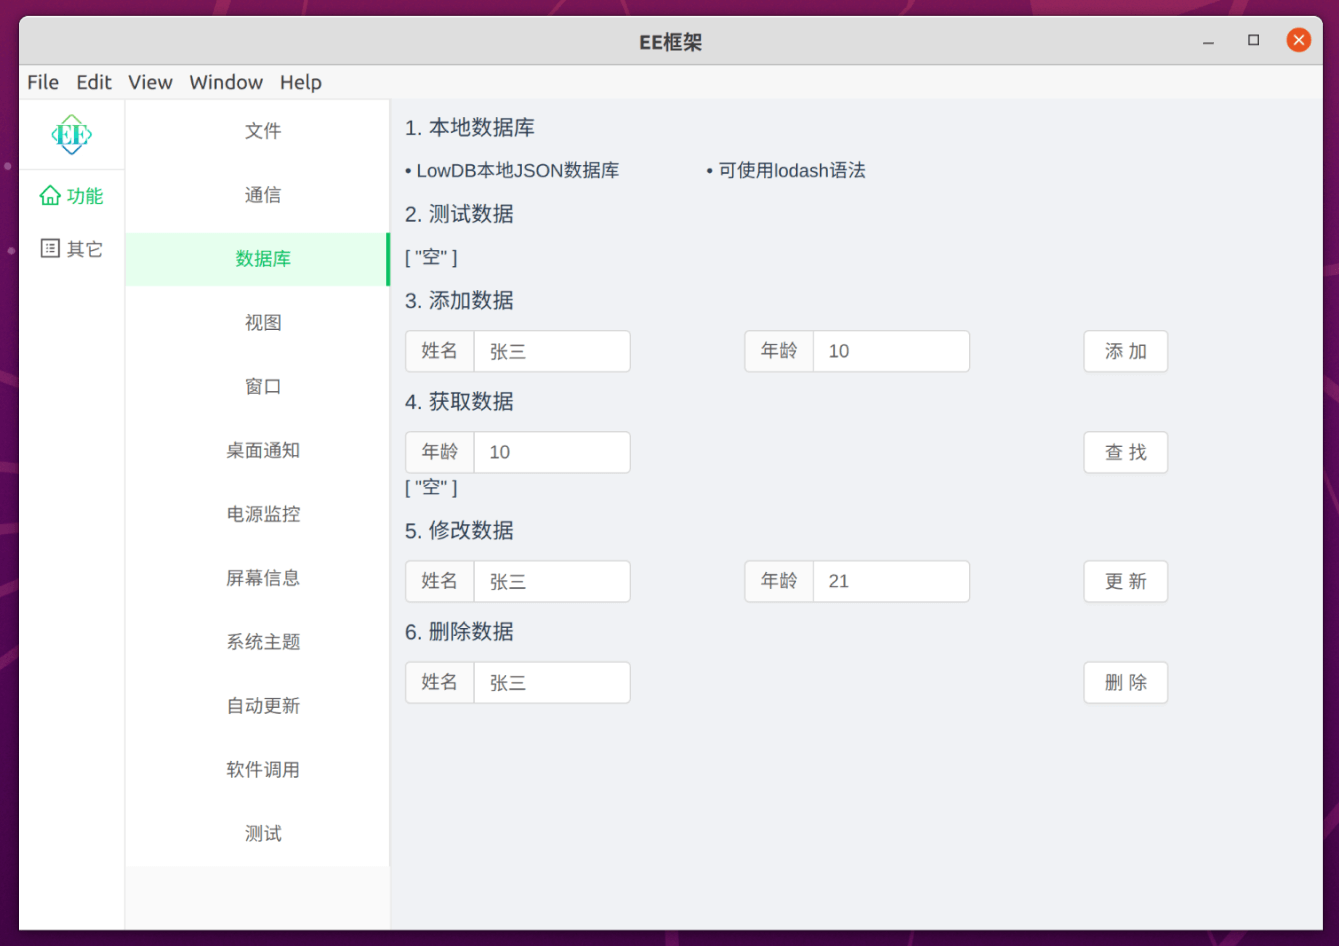 EE框架
File Edit View Window Help
EE
功能
其它
文件
通信
数据库
视图
窗口
桌面通知
电源监控
屏幕信息
系统主题
自动更新
软件调用
测试
1. 本地数据库
• LowDB本地JSON数据库 • 可使用lodash语法
2. 测试数据
[ "空" ]
3. 添加数据
姓名 张三 年龄 10 添 加
4. 获取数据
年龄 10 查 找
[ "空" ]
5. 修改数据
姓名 张三 年龄 21 更 新
6. 删除数据
姓名 张三 删 除